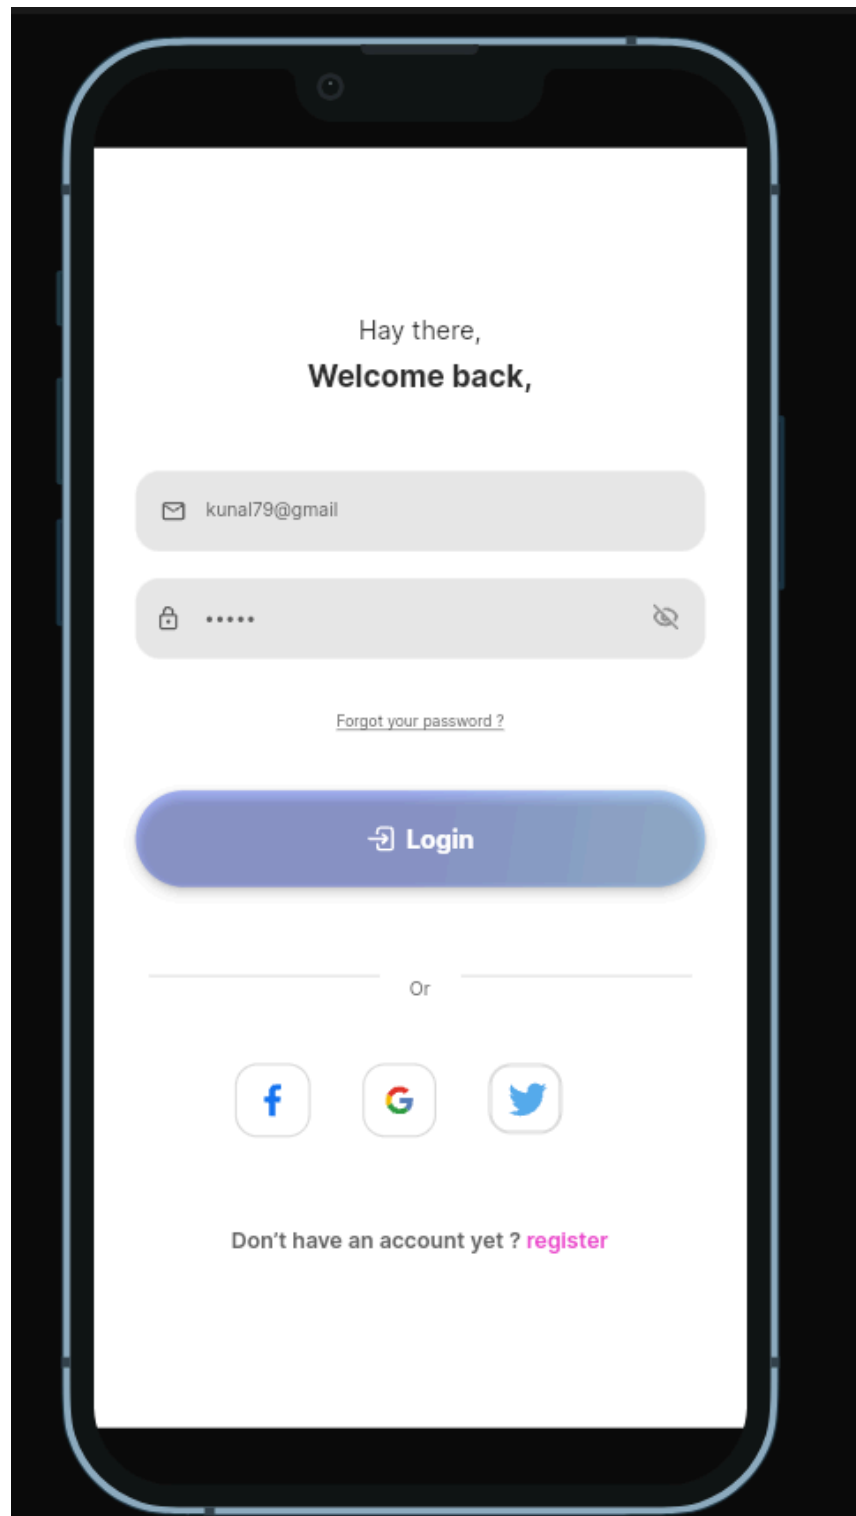 Hay there,
Welcome back,
kunal79@gmail
•••••
Forgot your password ?
Login
Or
Don't have an account yet ? register